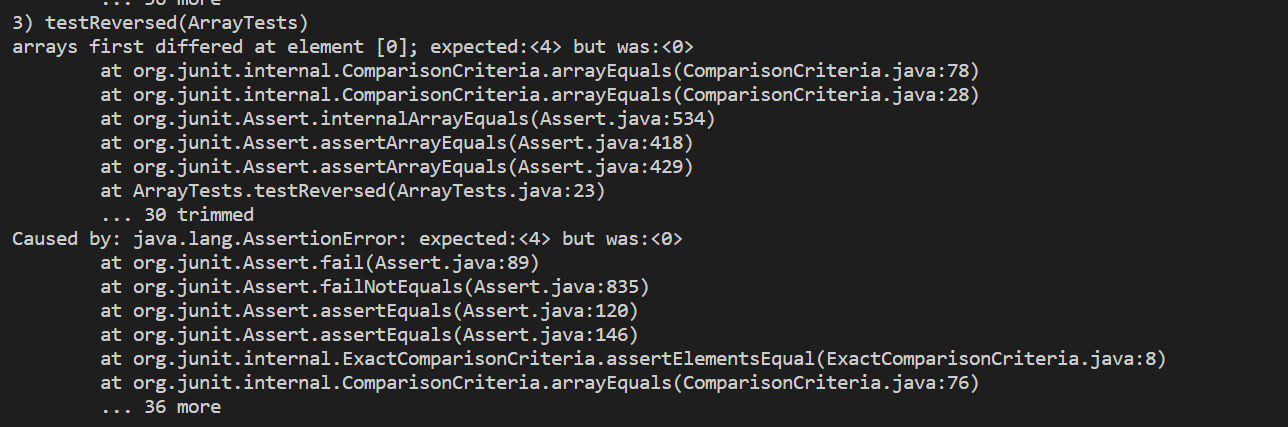 ... 36 more
3) testReversed(ArrayTests)
arrays first differed at element [0]; expected:<4> but was:<0>
at org.junit.internal.ComparisonCriteria.arrayEquals(ComparisonCriteria.java:78)
at org.junit.internal.ComparisonCriteria.arrayEquals(ComparisonCriteria.java:28)
at org.junit.Assert.internalArrayEquals(Assert.java:534)
at org.junit.Assert.assertArrayEquals(Assert.java:418)
at org.junit.Assert.assertArrayEquals(Assert.java:429)
at ArrayTests.testReversed(ArrayTests.java:23)
... 30 trimmed
Caused by: java.lang.AssertionError: expected:<4> but was:<0>
at org.junit.Assert.fail(Assert.java:89)
at org.junit.Assert.failNotEquals(Assert.java:835)
at org.junit.Assert.assertEquals(Assert.java:120)
at org.junit.Assert.assertEquals(Assert.java:146)
at org.junit.internal.ExactComparisonCriteria.assertElementsEqual(ExactComparisonCriteria.java:8)
at org.junit.internal.ComparisonCriteria.arrayEquals(ComparisonCriteria.java:76)
... 36 more